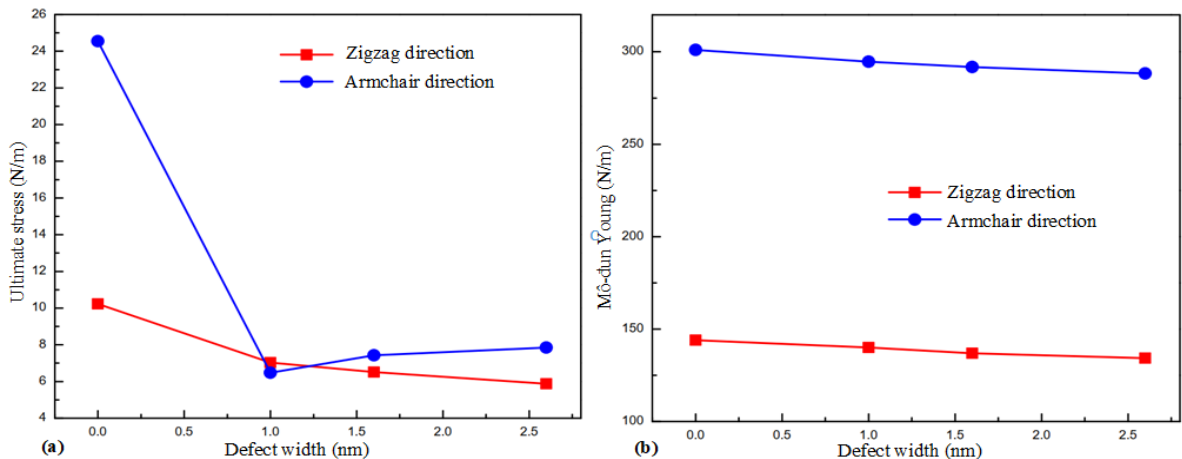 26
24
22
20
18
16
14
12
10
8
6
4
Ultimate stress (N/m)
Zigzag direction
Armchair direction
0.0 0.5 1.0 1.5 2.0 2.5
(a) Defect width (nm)
300
250
200
150
100
Mô-dun Young (N/m)
Zigzag direction
Armchair direction
0.0 0.5 1.0 1.5 2.0 2.5
(b) Defect width (nm)